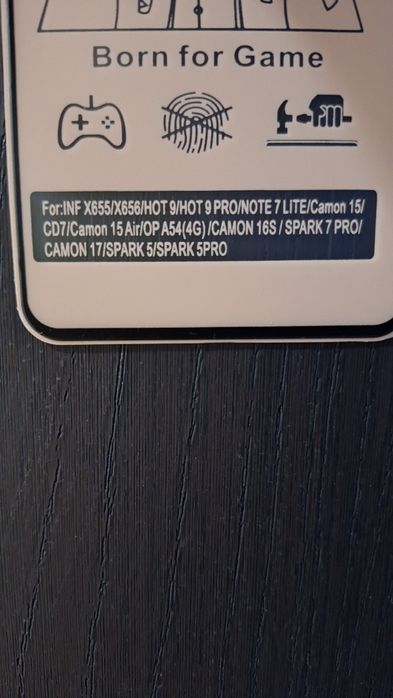 Born for Game
For:INF X655/X656/HOT 9/HOT 9 PRO/NOTE 7 LITE/Camon 15/
CD7/Camon 15 Air/OP A54(4G) /CAMON 16S / SPARK 7 PRO/
CAMON 17/SPARK 5/SPARK 5PRO